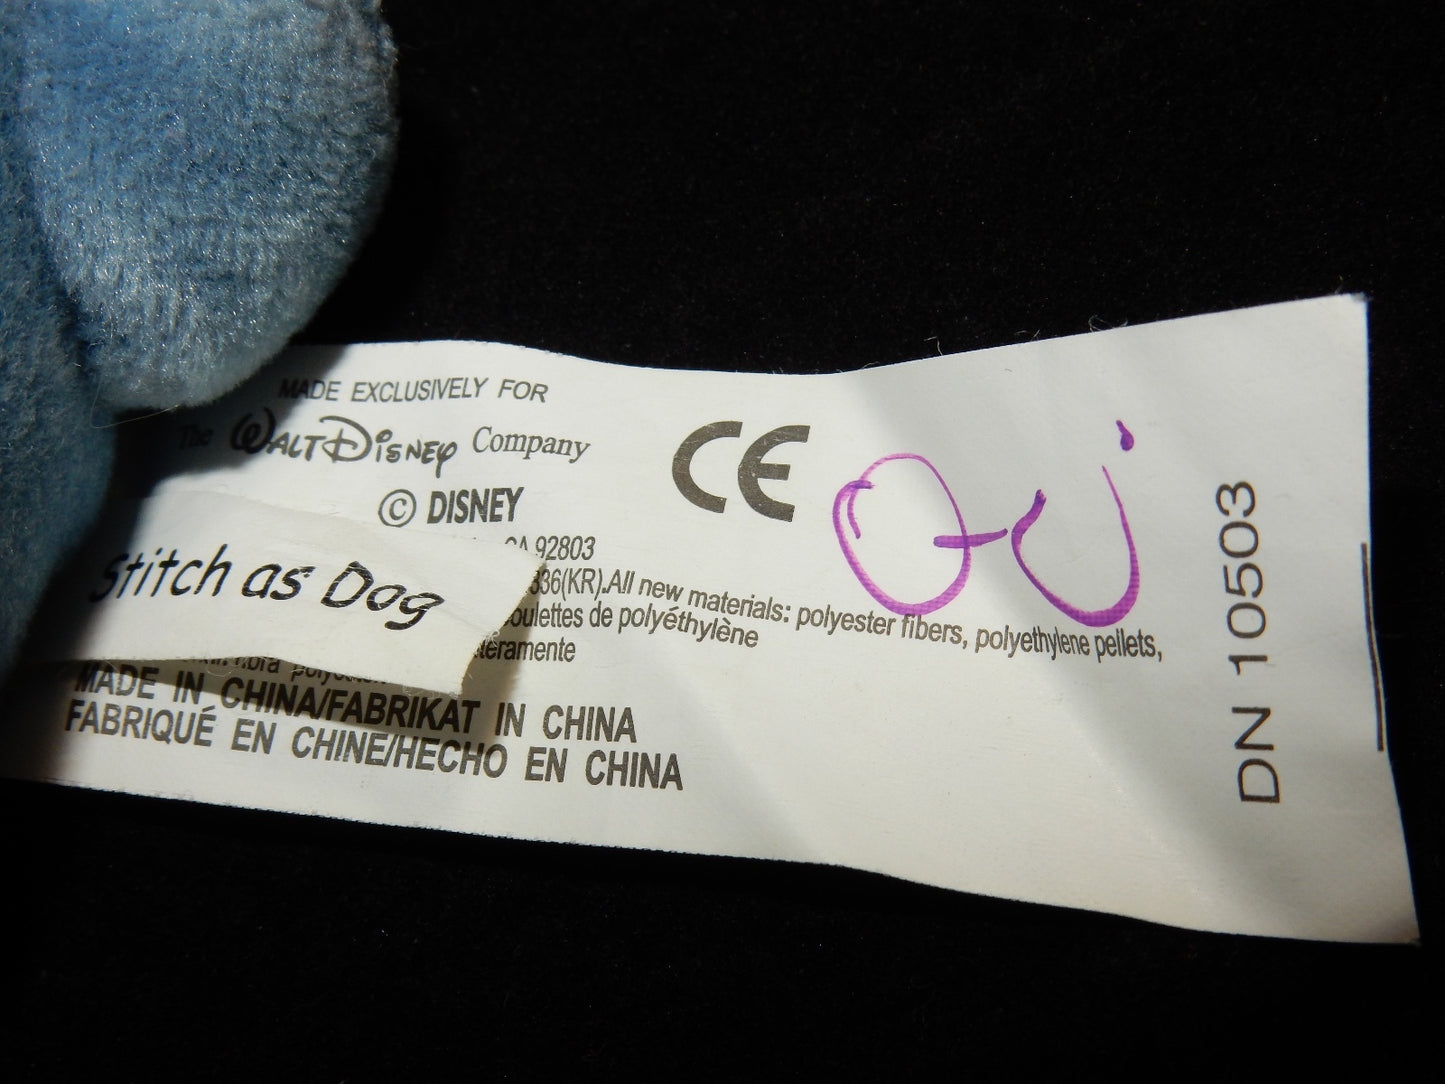 MADE EXCLUSIVELY FOR
The WALT DISNEY Company
© DISNEY
CA 92803
336(KR).All new materials: polyester fibers, polyethylene pellets,
oulettes de polyéthylène
teramente
Stitch as Dog
MADE IN CHINA/FABRIKAT IN CHINA
FABRIQUÉ EN CHINE/HECHO EN CHINA
CE
DN 10503